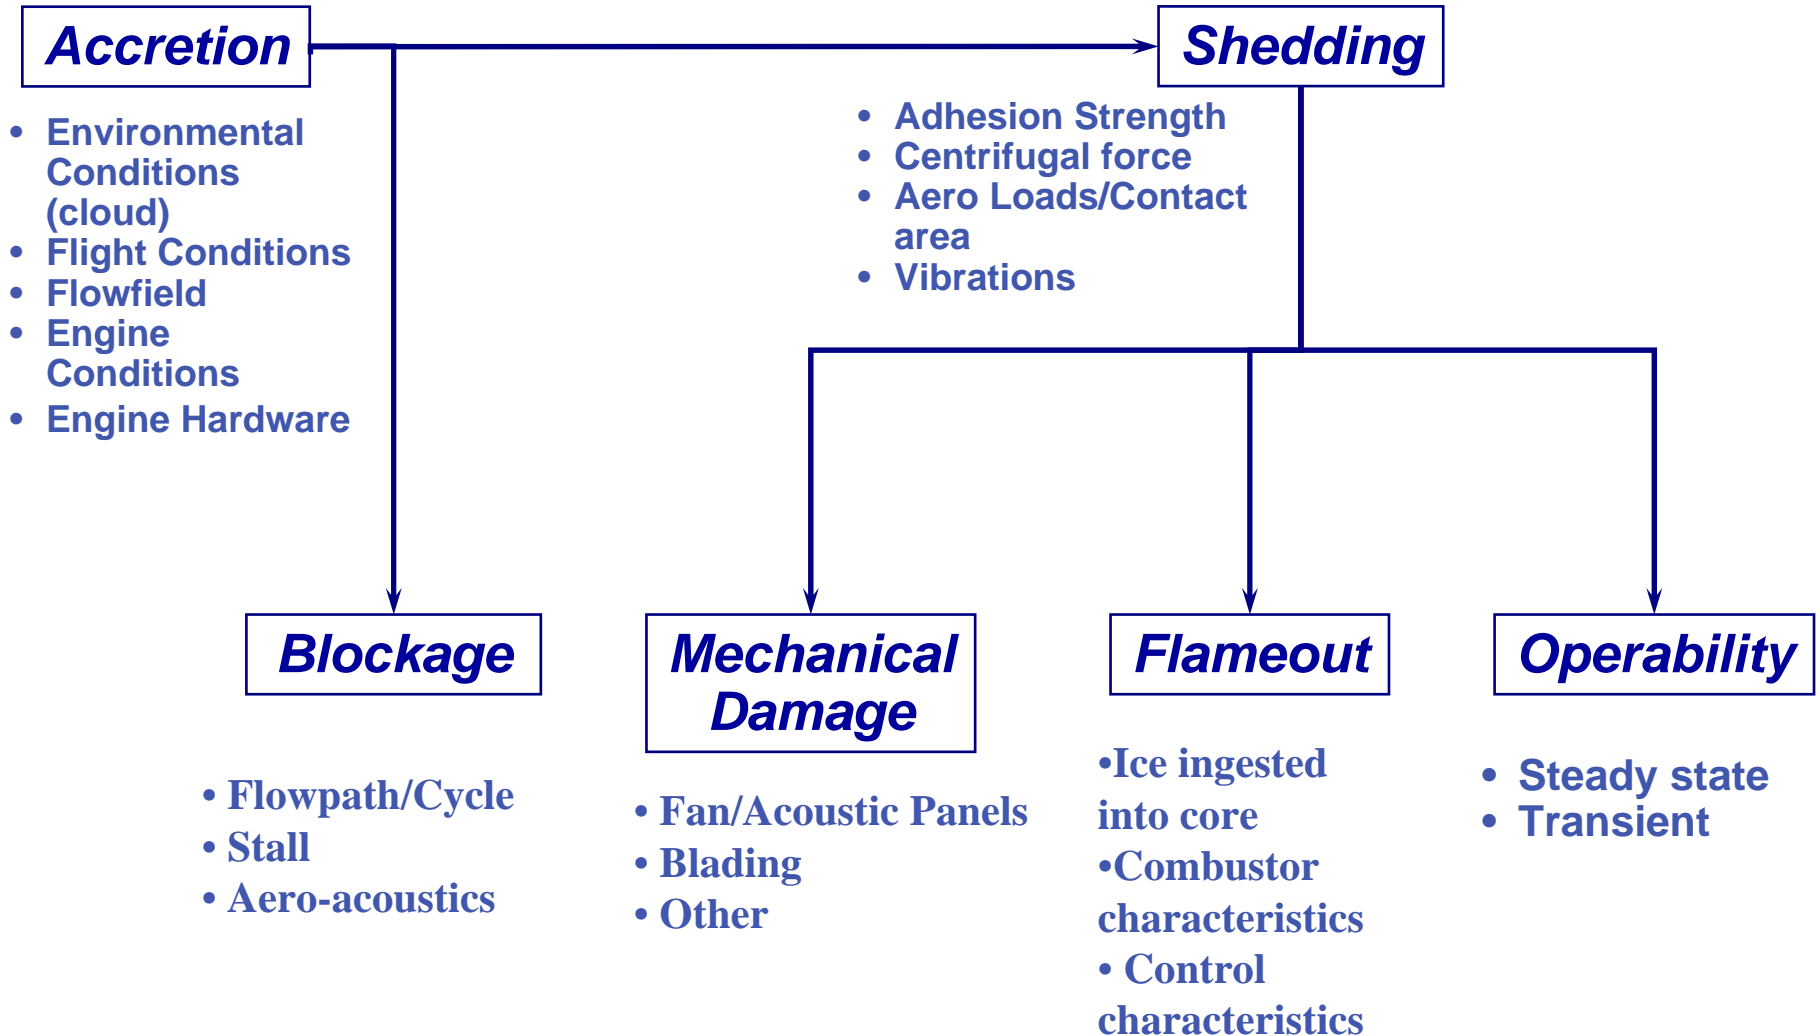 Accretion
• Environmental
Conditions
(cloud)
• Flight Conditions
• Flowfield
• Engine
Conditions
• Engine Hardware
Shedding
• Adhesion Strength
• Centrifugal force
• Aero Loads/Contact
area
• Vibrations
Blockage
• Flowpath/Cycle
• Stall
• Aero-acoustics
Mechanical
Damage
• Fan/Acoustic Panels
• Blading
• Other
Flameout
•Ice ingested
into core
•Combustor
characteristics
• Control
characteristics
Operability
• Steady state
• Transient